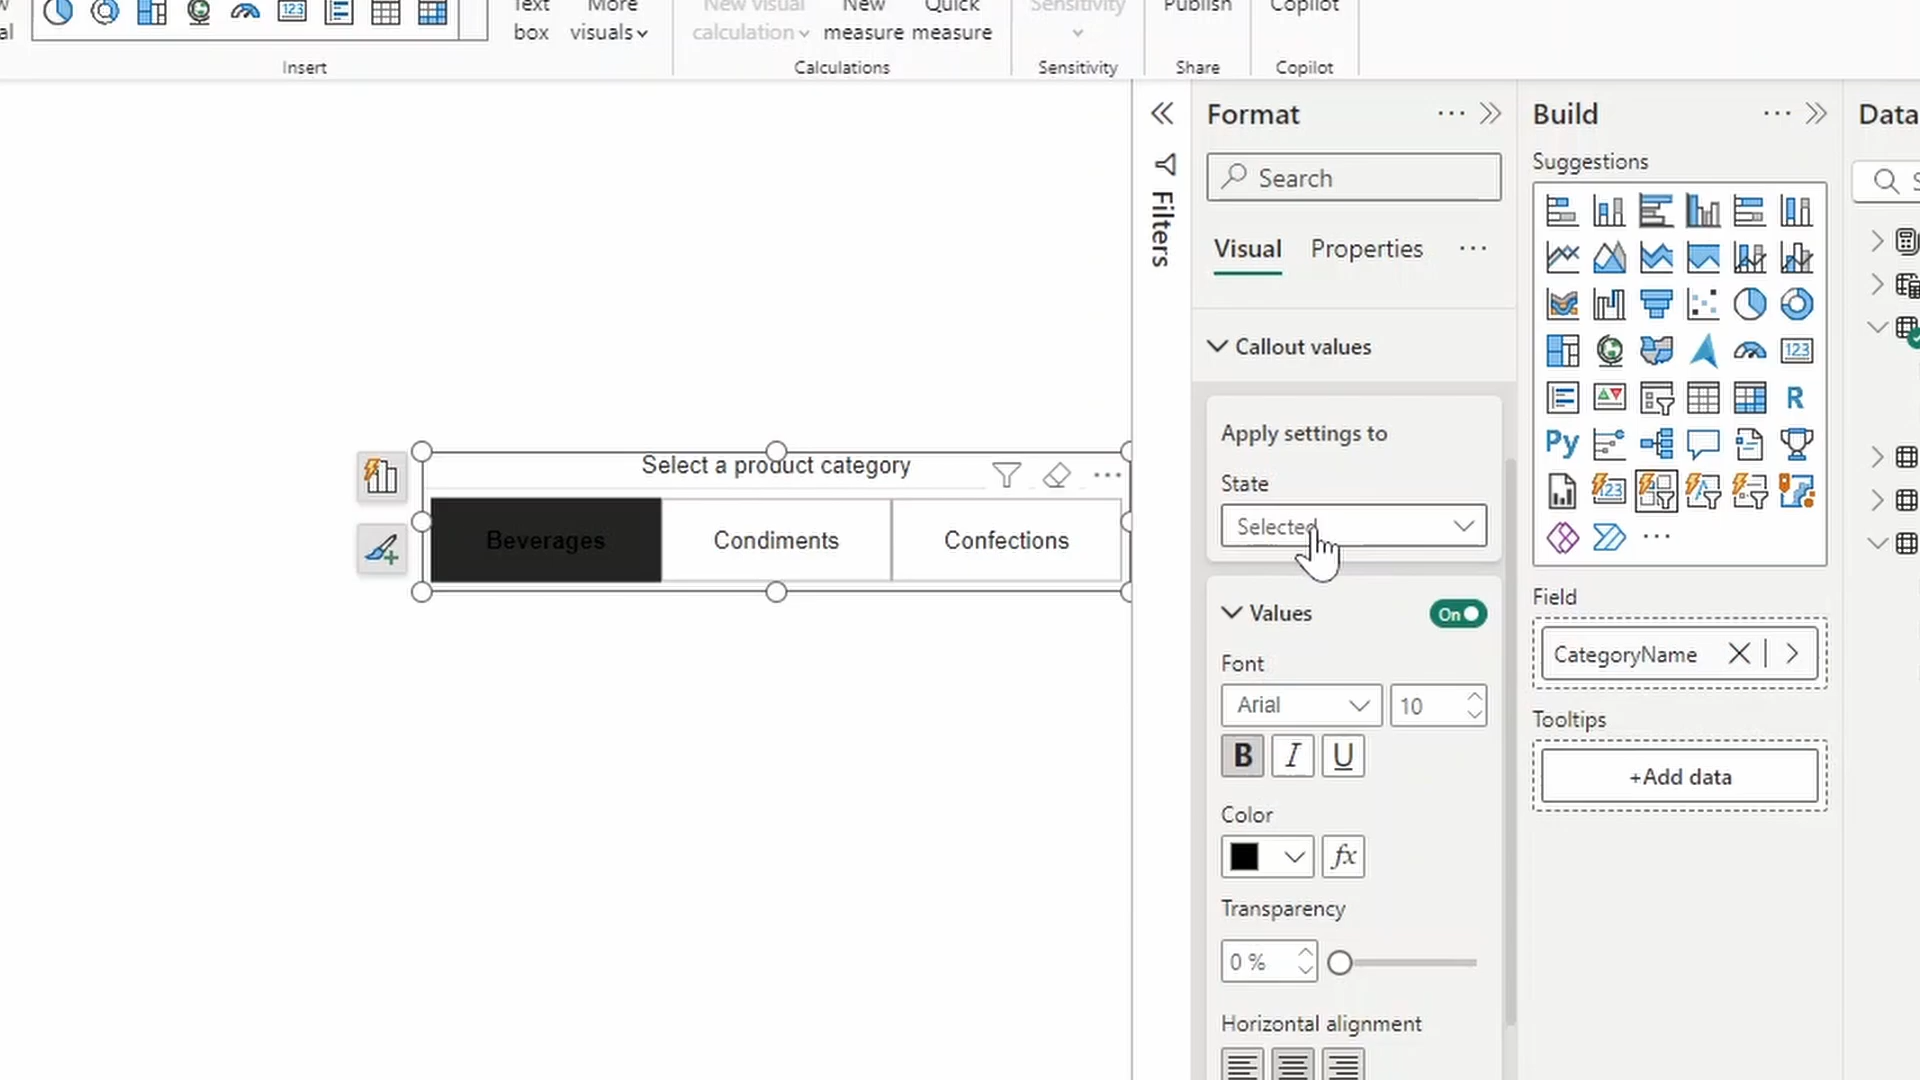 Text
box
More
visuals
New visual
calculation
New
measure
Quick
measure
Sensitivity
Publish
Copilot
Insert
Calculations
Sensitivity
Share
Copilot
Filters
Format
Search
Visual
Properties
Callout values
Apply settings to
State
Selected
Values
On
Font
Arial
10
B
I
U
Color
fx
Transparency
0 %
Horizontal alignment
Select a product category
Beverages
Condiments
Confections
Build
Suggestions
123
R
Py
123
Field
CategoryName
Tooltips
+Add data
Data